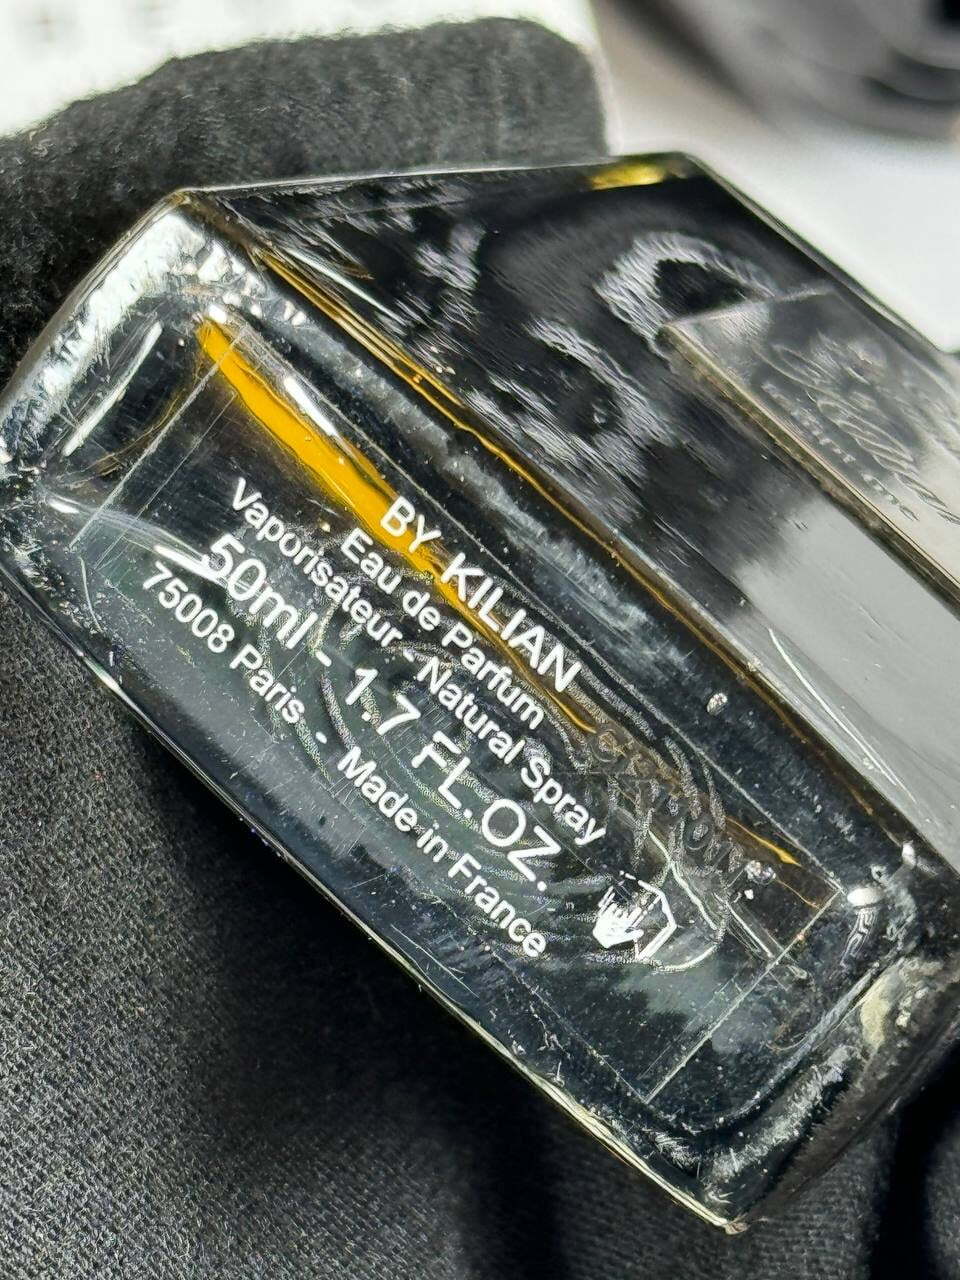 BY KILIAN
Eau de Parfum
Vaporisateur - Natural Spray
50ml - 1.7 FL.OZ.
75008 Paris - Made in France